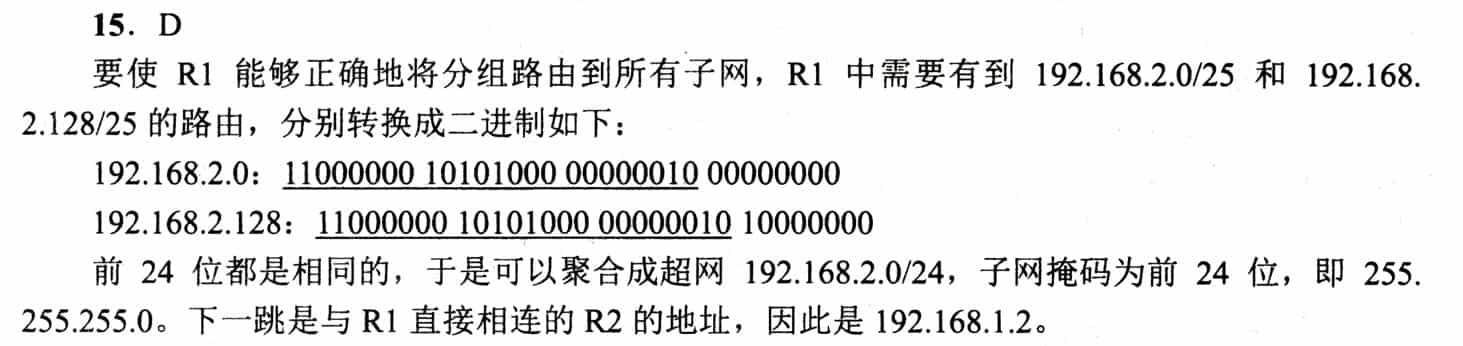 15．D
要使 R1 能够正确地将分组路由到所有子网，R1 中需要有到 192.168.2.0/25 和 192.168.
2.128/25 的路由，分别转换成二进制如下：
192.168.2.0：11000000 10101000 00000010 00000000
192.168.2.128：11000000 10101000 00000010 10000000
前 24 位都是相同的，于是可以聚合成超网 192.168.2.0/24，子网掩码为前 24 位，即 255.
255.255.0。下一跳是与 R1 直接相连的 R2 的地址，因此是 192.168.1.2。